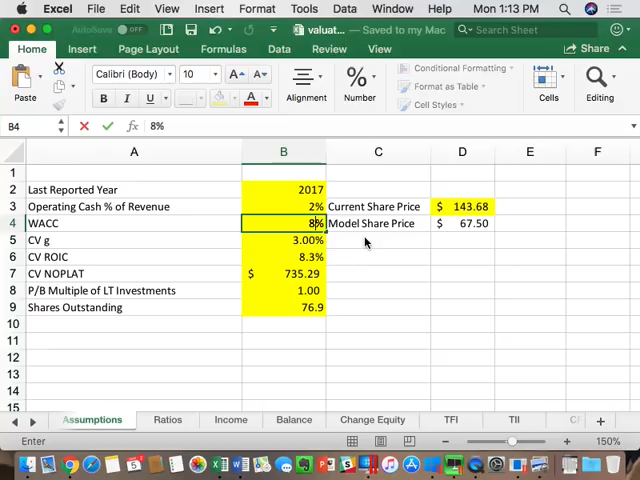 Excel File Edit View Insert Format Tools Data Window Mon 1:13 PM
AutoSave OFF valuat... — Saved to my Mac Search Sheet
Home Insert Page Layout Formulas Data Review View Share
Calibri (Body) 10 A A
Paste B I U A
Alignment % Number Conditional Formatting Format as Table Cell Styles Cells Editing
B4 fx 8%
A B C D E F
1
2 Last Reported Year 2017
3 Operating Cash % of Revenue 2% Current Share Price $ 143.68
4 WACC 8% Model Share Price $ 67.50
5 CV g 3.00%
6 CV ROIC 8.3%
7 CV NOPLAT $ 735.29
8 P/B Multiple of LT Investments 1.00
9 Shares Outstanding 76.9
10
11
12
13
14
15
Assumptions Ratios Income Balance Change Equity TFI TII
Enter 150%